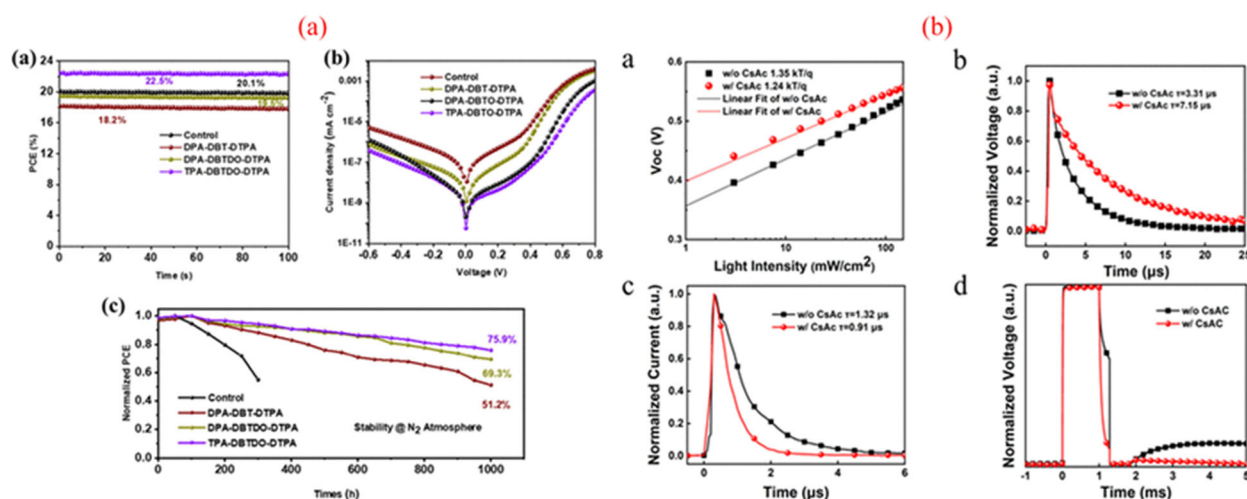 (a)
(b)
(a)
PCE (%)
24
20
16
12
8
4
0
22.5%
20.1%
19.5%
18.2%
Control
DPA-DBT-DTPA
DPA-DBTDO-DTPA
TPA-DBTDO-DTPA
0 20 40 60 80 100
Time (s)
(b)
Current density (mA cm-2)
0.1
0.001
1E-5
1E-7
1E-9
1E-11
Control
DPA-DBT-DTPA
DPA-DBTO-DTPA
TPA-DBTO-DTPA
-0.6 -0.4 -0.2 0.0 0.2 0.4 0.6 0.8
Voltage (V)
(c)
Normalized PCE
1.0
0.8
0.6
0.4
0.2
0.0
75.9%
69.3%
51.2%
Control
DPA-DBT-DTPA
DPA-DBTDO-DTPA
TPA-DBTDO-DTPA
Stability @ N2 Atmosphere
0 200 400 600 800 1000
Times (h)
a
Voc (V)
0.6
0.5
0.4
0.3
w/o CsAc 1.35 kT/q
w/ CsAc 1.24 kT/q
Linear Fit of w/o CsAc
Linear Fit of w/ CsAc
1 10 100
Light Intensity (mW/cm2)
b
Normalized Voltage (a.u.)
1.0
0.8
0.6
0.4
0.2
0.0
w/o CsAc τ=3.31 µs
w/ CsAc τ=7.15 µs
0 5 10 15 20 25
Time (µs)
c
Normalized Current (a.u.)
1.0
0.8
0.6
0.4
0.2
0.0
w/o CsAc τ=1.32 µs
w/ CsAc τ=0.91 µs
0 2 4 6
Time (µs)
d
Normalized Voltage (a.u.)
w/o CsAC
w/ CsAC
-1 0 1 2 3 4 5
Time (ms)